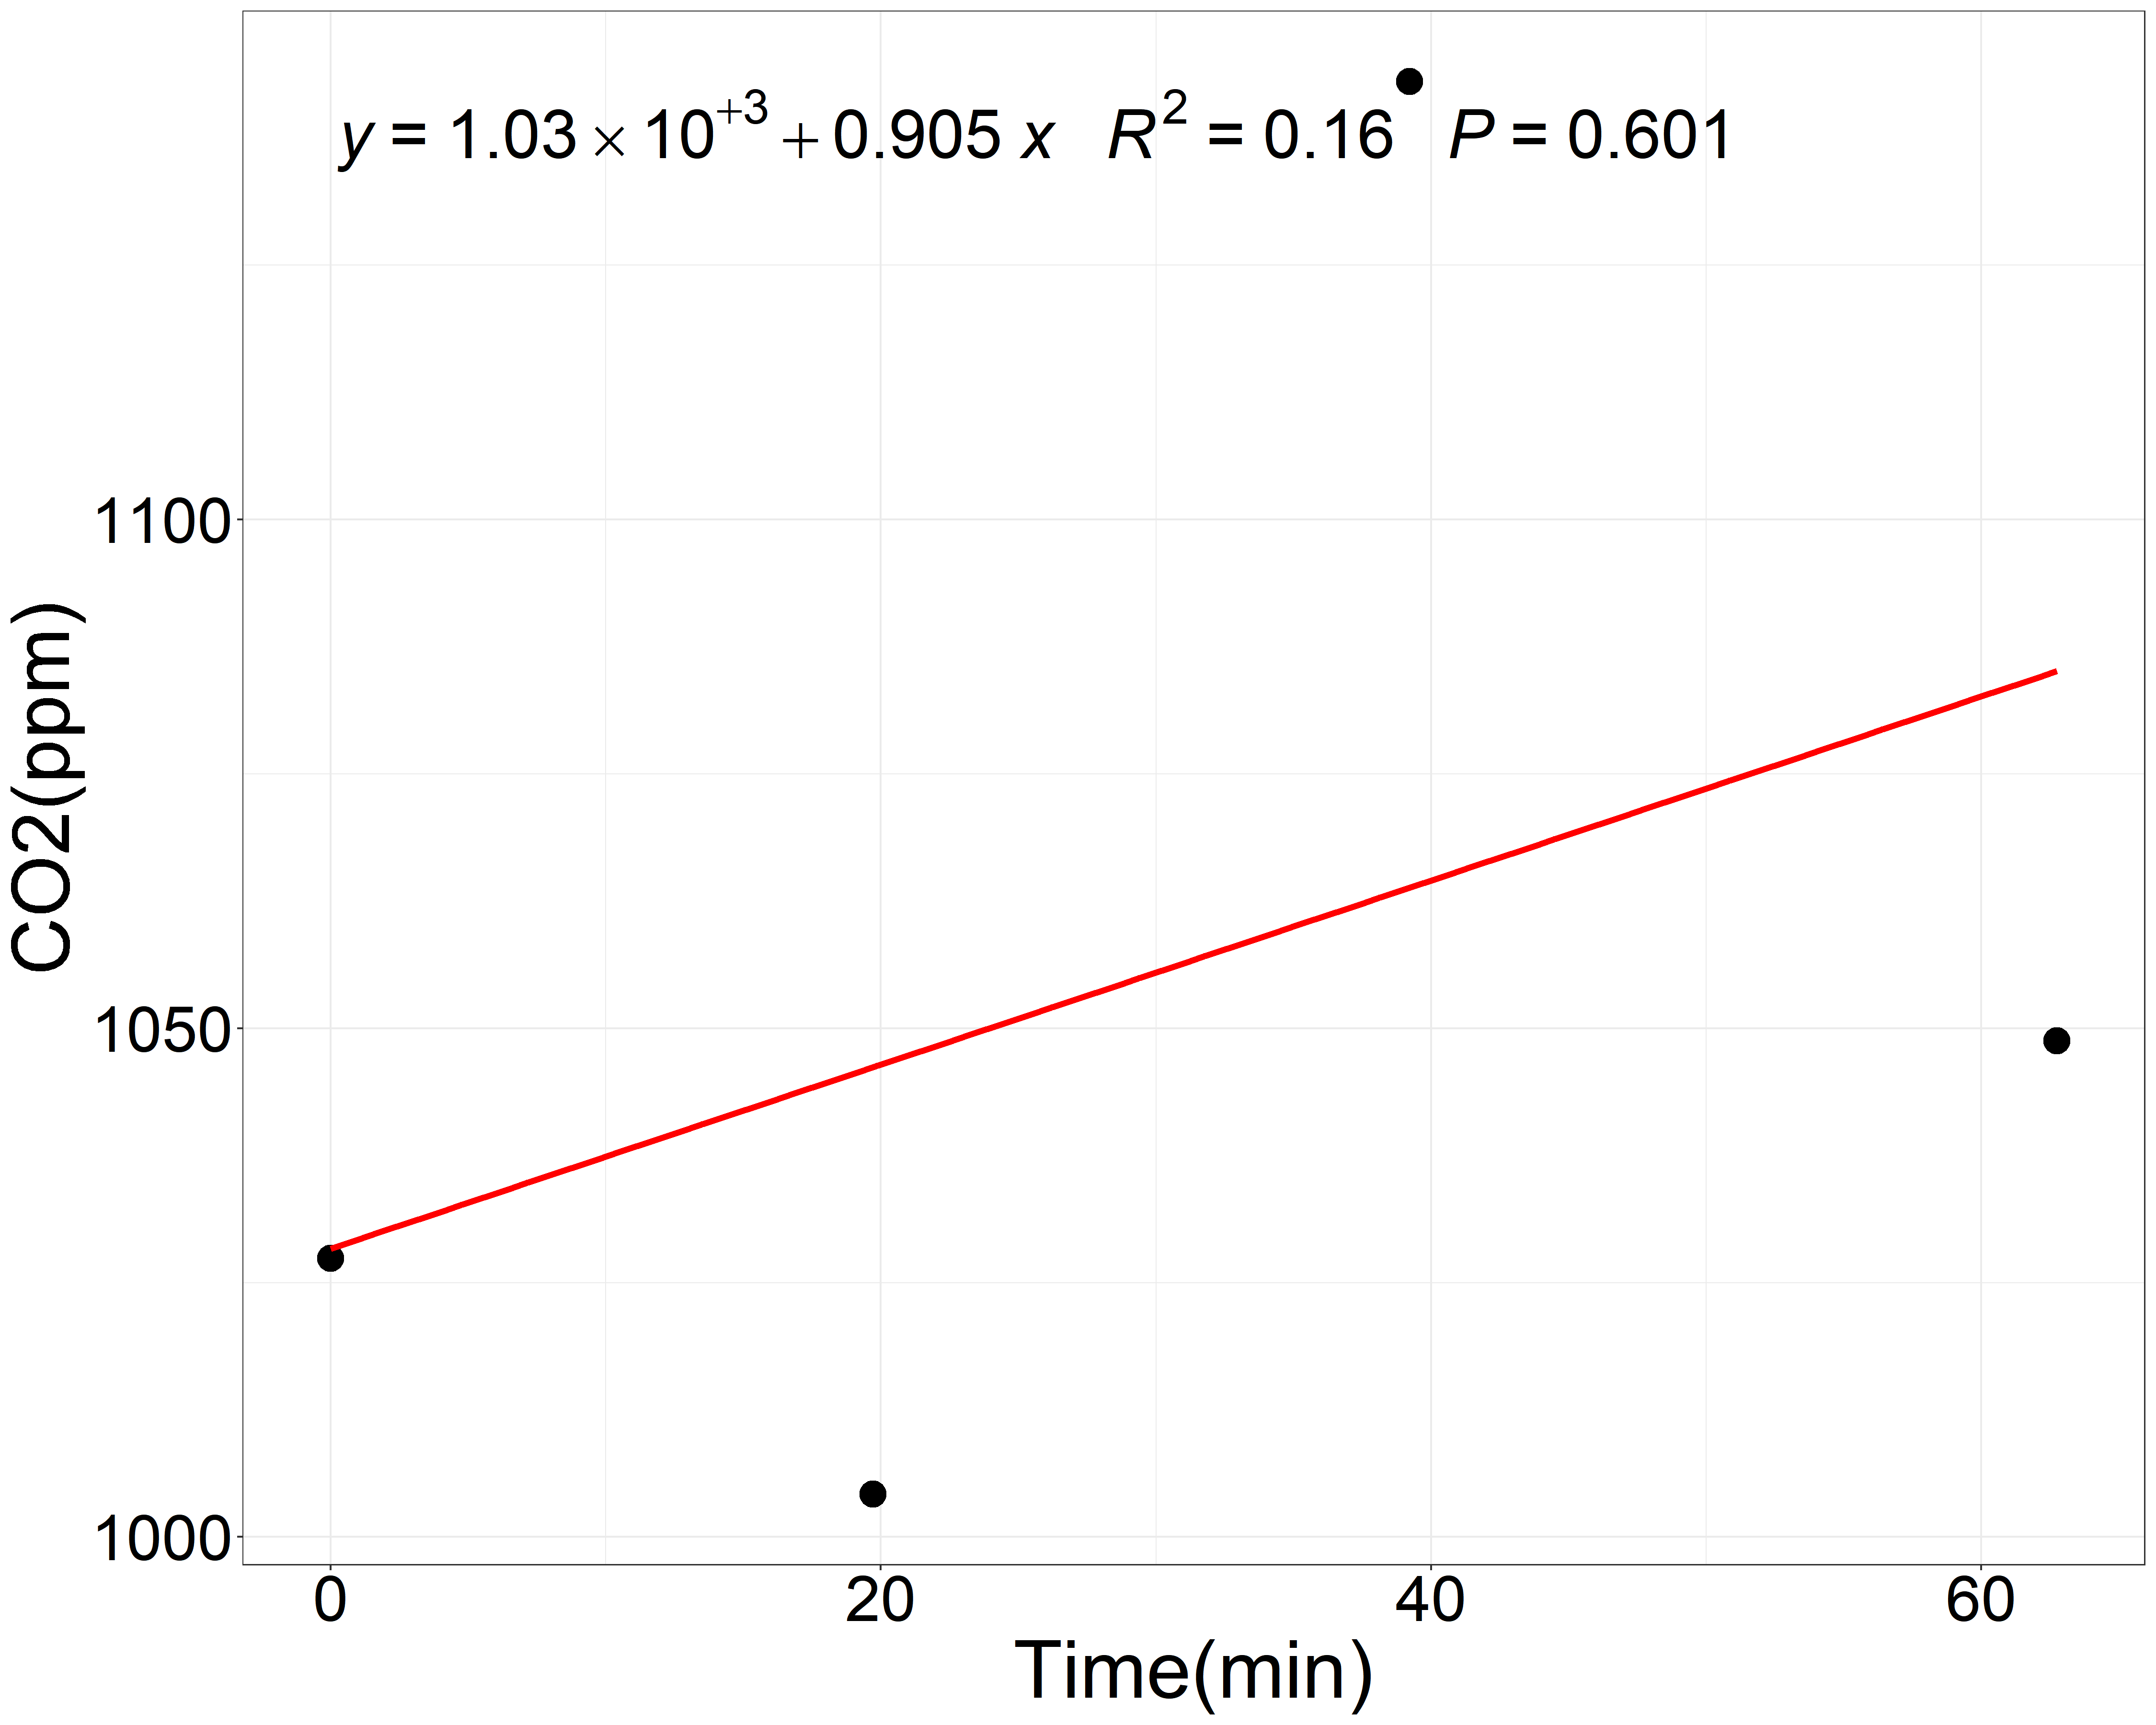 y = 1.03 × 10⁺³ + 0.905 x R² = 0.16 P = 0.601
1100
1050
1000
CO2(ppm)
0 20 40 60
Time(min)